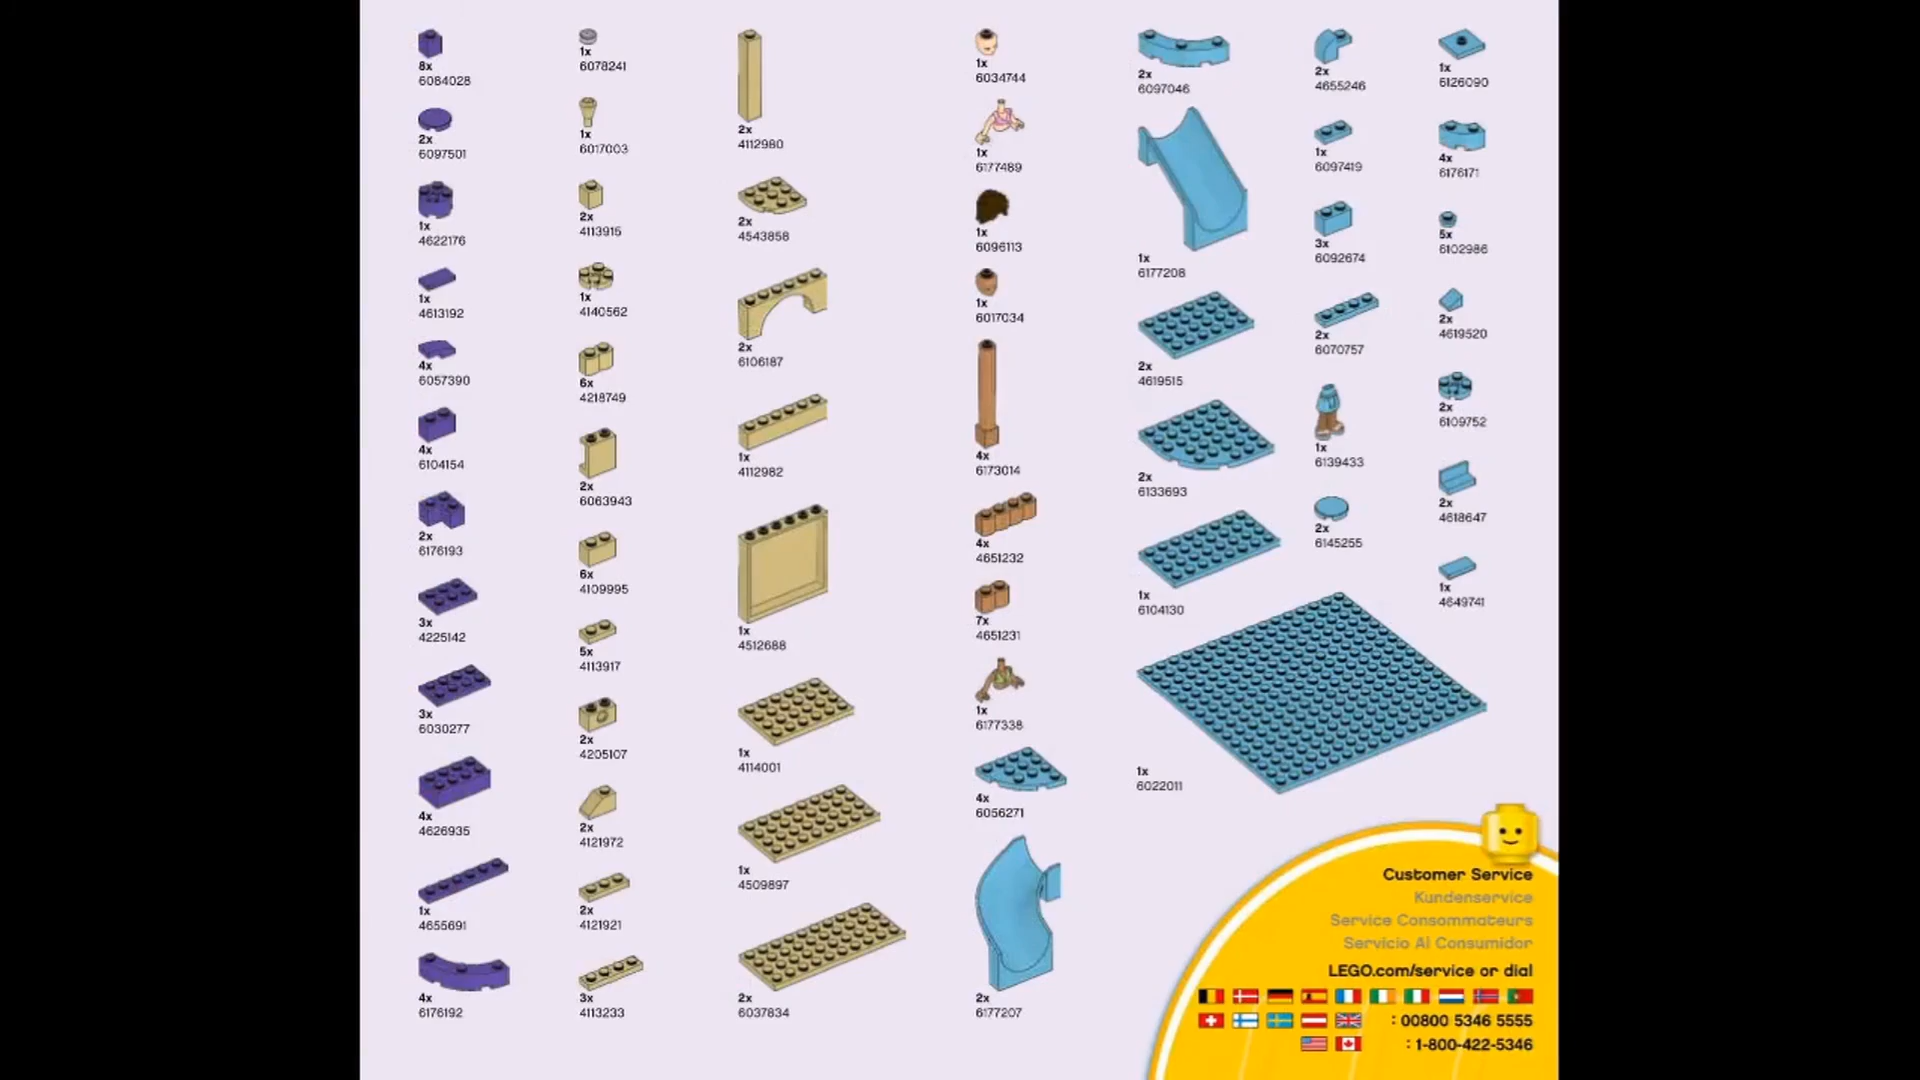 8x
6084028
2x
6097501
1x
4622176
1x
4613192
4x
6057390
4x
6104154
2x
6176193
3x
4225142
3x
6030277
4x
4626935
1x
4655691
4x
6176192
1x
6078241
1x
6017003
2x
4113915
1x
4140562
6x
4218749
2x
6063943
6x
4109995
5x
4113917
2x
4205107
2x
4121972
2x
4121921
3x
4113233
2x
4112980
2x
4543858
2x
6106187
1x
4112982
1x
4512688
1x
4114001
1x
4509897
2x
6037834
1x
6034744
1x
6177489
1x
6096113
1x
6017034
4x
6173014
4x
4651232
7x
4651231
1x
6177338
4x
6056271
2x
6177207
2x
6097046
1x
6177208
2x
4619515
2x
6133693
1x
6104130
1x
6022011
2x
4655246
1x
6097419
3x
6092674
2x
6070757
1x
6139433
2x
6145255
1x
6126090
4x
6176171
5x
6102986
2x
4619520
2x
6109752
2x
4618647
1x
4649741
Customer Service
Kundenservice
Service Consommateurs
Servicio Al Consumidor
LEGO.com/service or dial
: 00800 5346 5555
: 1-800-422-5346